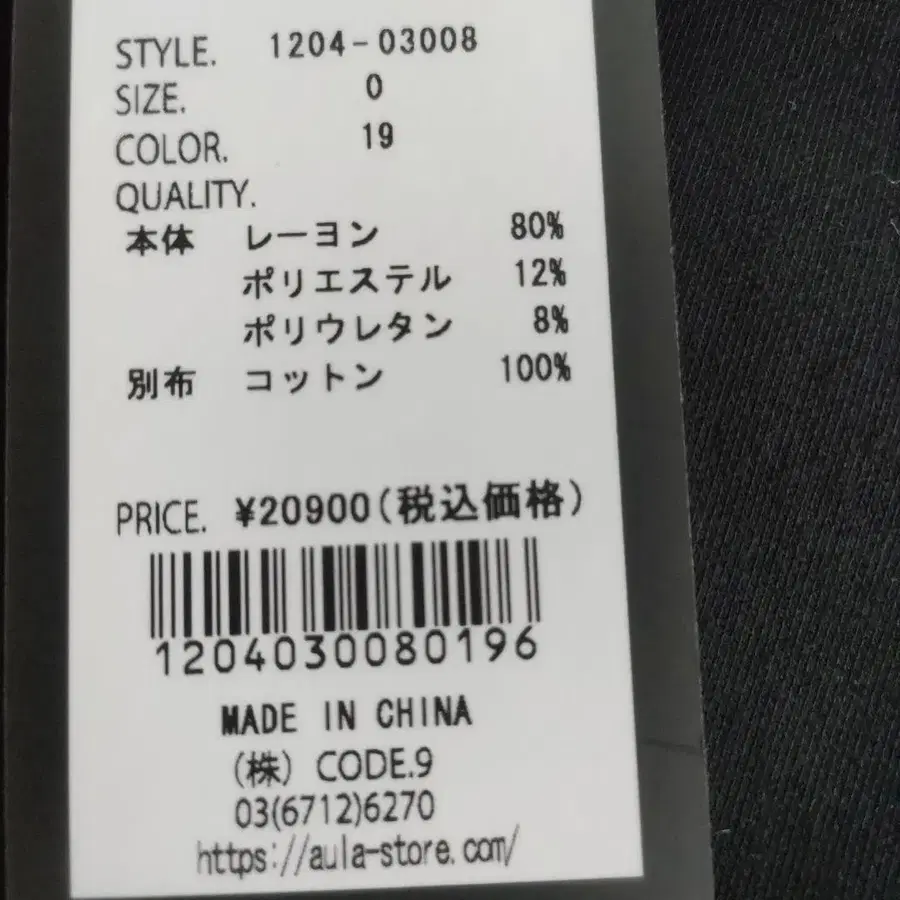 STYLE. 1204-03008
SIZE. 0
COLOR. 19
QUALITY.
本体 レーヨン 80%
ポリエステル 12%
ポリウレタン 8%
別布 コットン 100%
PRICE. ¥20900(税込価格)
1204030080196
MADE IN CHINA
(株) CODE.9
03(6712)6270
https://aula-store.com/